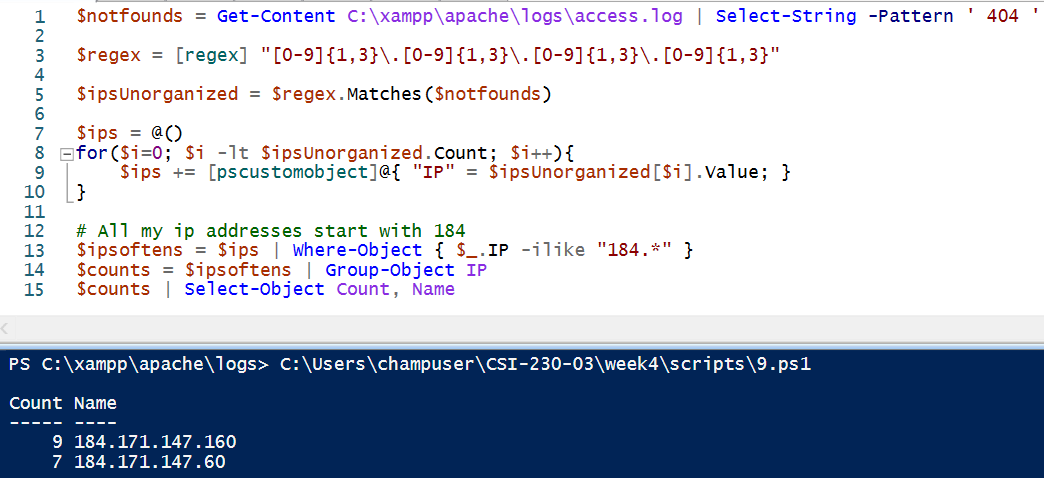 1 $notfounds = Get-Content C:\xampp\apache\logs\access.log | Select-String -Pattern ' 404 '
2
3 $regex = [regex] "[0-9]{1,3}\.[0-9]{1,3}\.[0-9]{1,3}\.[0-9]{1,3}"
4
5 $ipsUnorganized = $regex.Matches($notfounds)
6
7 $ips = @()
8 for($i=0; $i -lt $ipsUnorganized.Count; $i++){
9 $ips += [pscustomobject]@{ "IP" = $ipsUnorganized[$i].Value; }
10 }
11
12 # All my ip addresses start with 184
13 $ipsoftens = $ips | Where-Object { $_.IP -ilike "184.*" }
14 $counts = $ipsoftens | Group-Object IP
15 $counts | Select-Object Count, Name
PS C:\xampp\apache\logs> C:\Users\champuser\CSI-230-03\week4\scripts\9.ps1
Count Name
----- ----
9 184.171.147.160
7 184.171.147.60